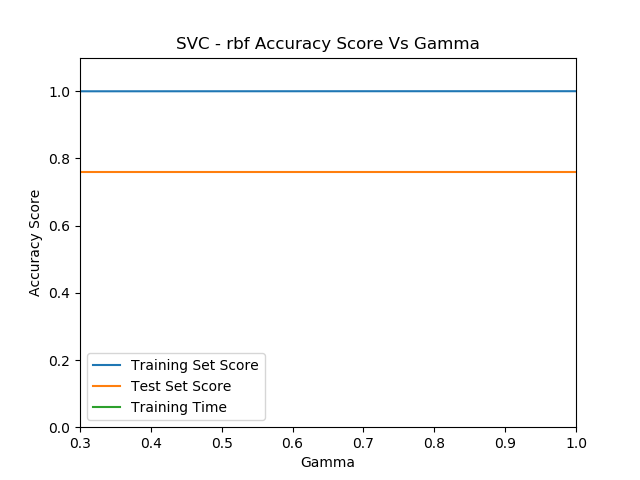 SVC - rbf Accuracy Score Vs Gamma
1.0
0.8
0.6
0.4
0.2
0.0
Accuracy Score
Training Set Score
Test Set Score
Training Time
0.3 0.4 0.5 0.6 0.7 0.8 0.9 1.0
Gamma